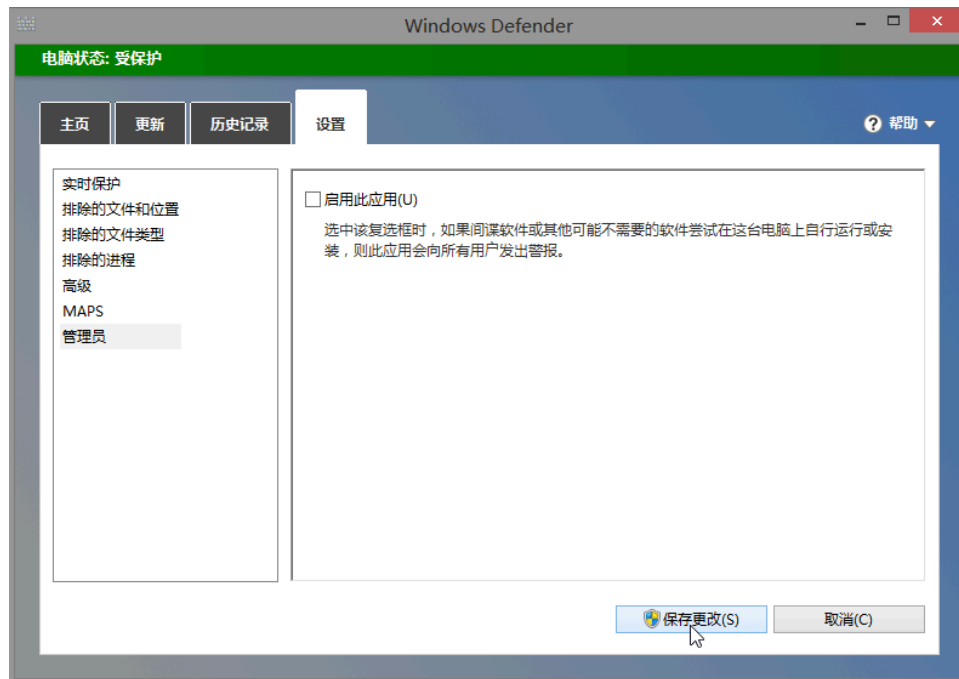 Windows Defender
电脑状态: 受保护
主页 更新 历史记录 设置 帮助
实时保护
排除的文件和位置
排除的文件类型
排除的进程
高级
MAPS
管理员
启用此应用(U)
选中该复选框时，如果间谍软件或其他可能不需要的软件尝试在这台电脑上自行运行或安
装，则此应用会向所有用户发出警报。
保存更改(S) 取消(C)